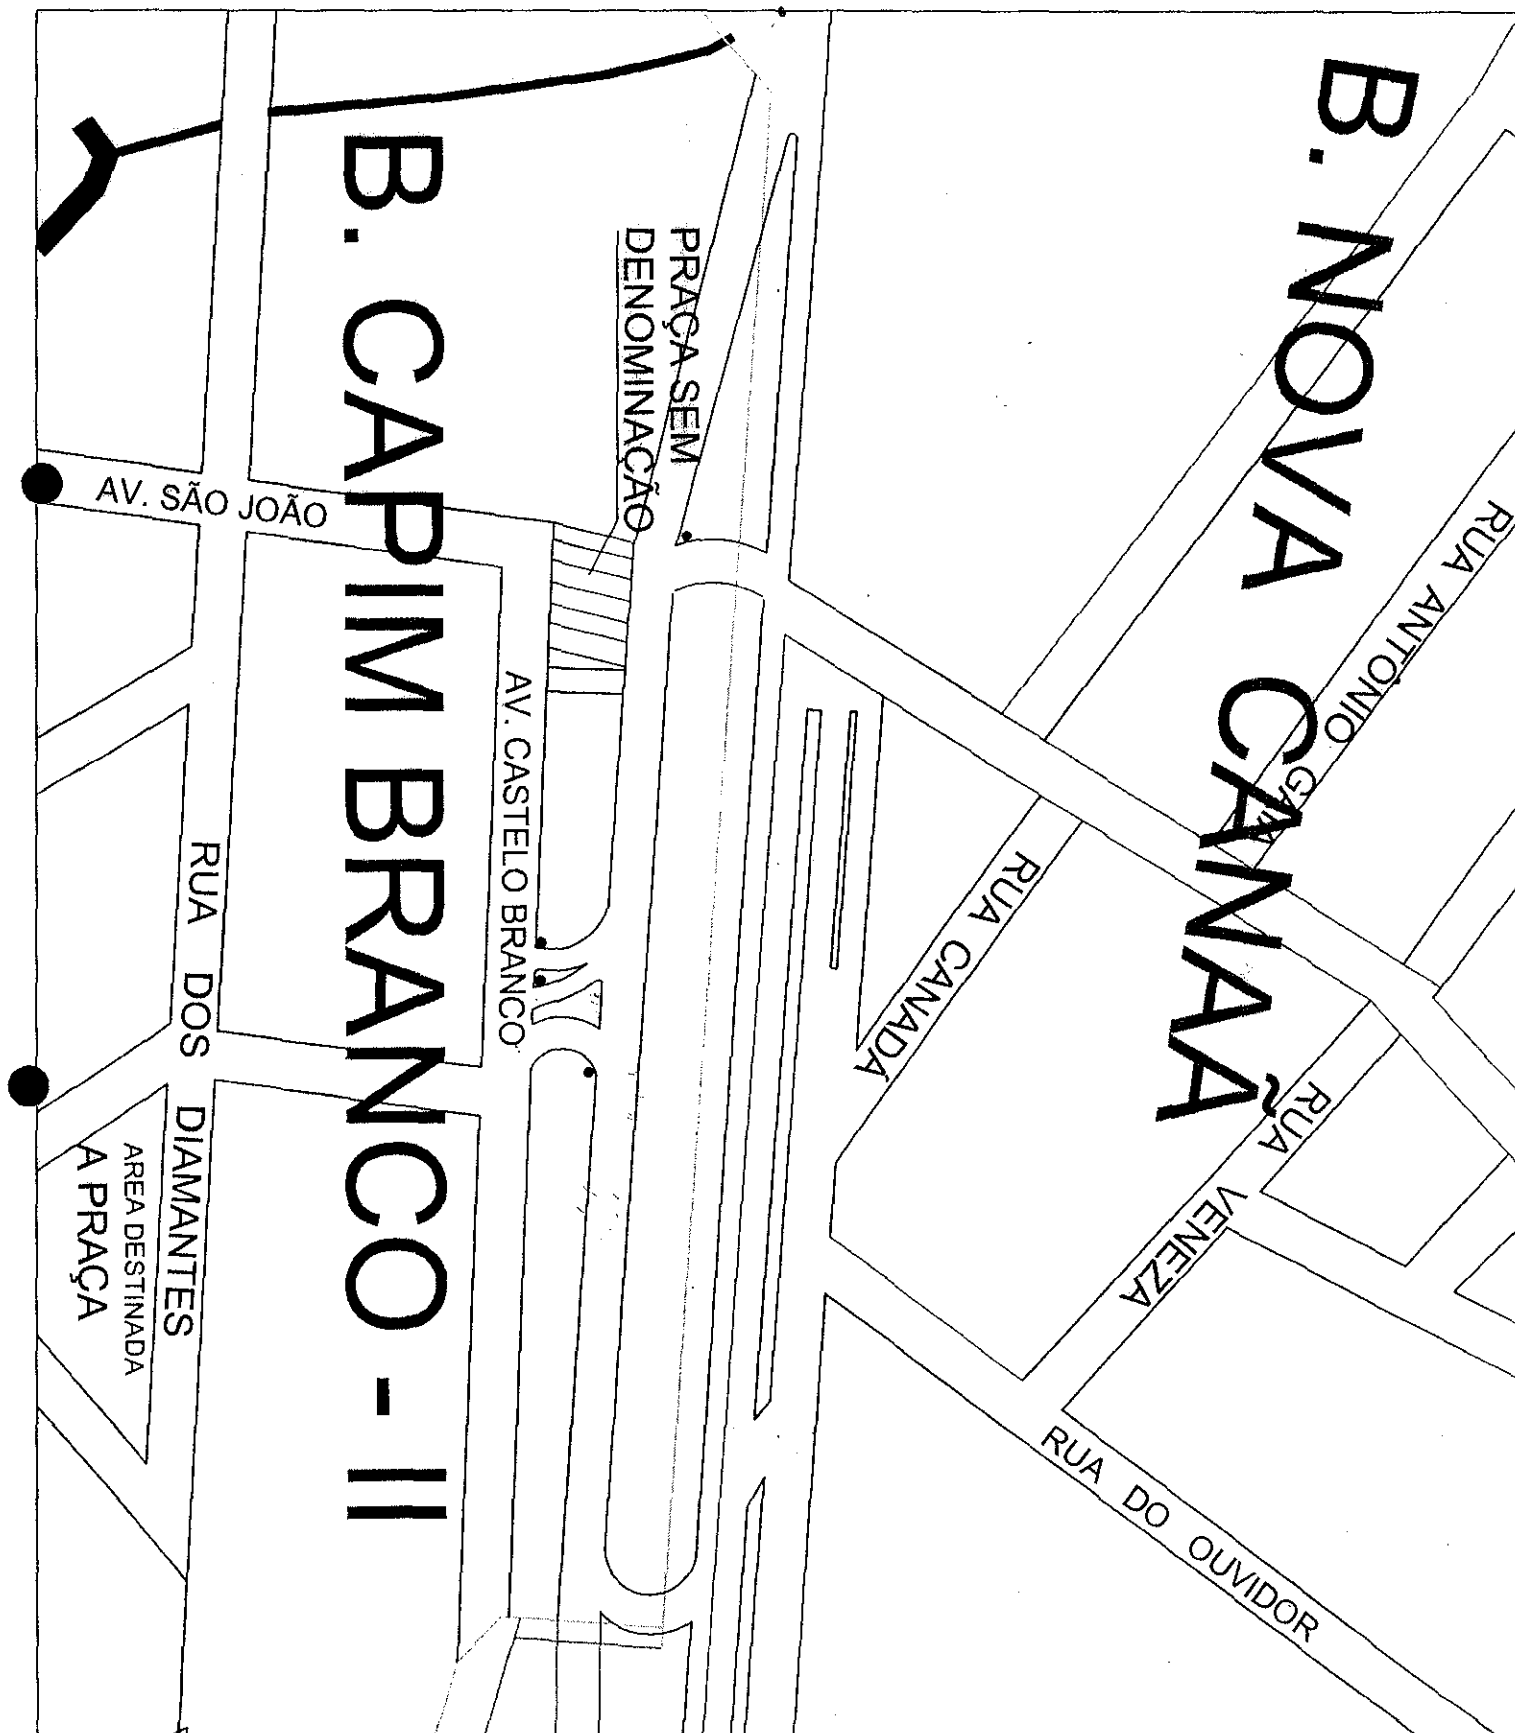 B. NOVA CANAÃ
RUA ANTÔNIO GAIA
RUA CANADÁ
RUA VENEZA
RUA DO OUVIDOR
PRAÇA SEM
DENOMINAÇÃO
AV. CASTELO BRANCO
B. CAPIM BRANCO - II
AV. SÃO JOÃO
RUA DOS DIAMANTES
AREA DESTINADA
A PRAÇA